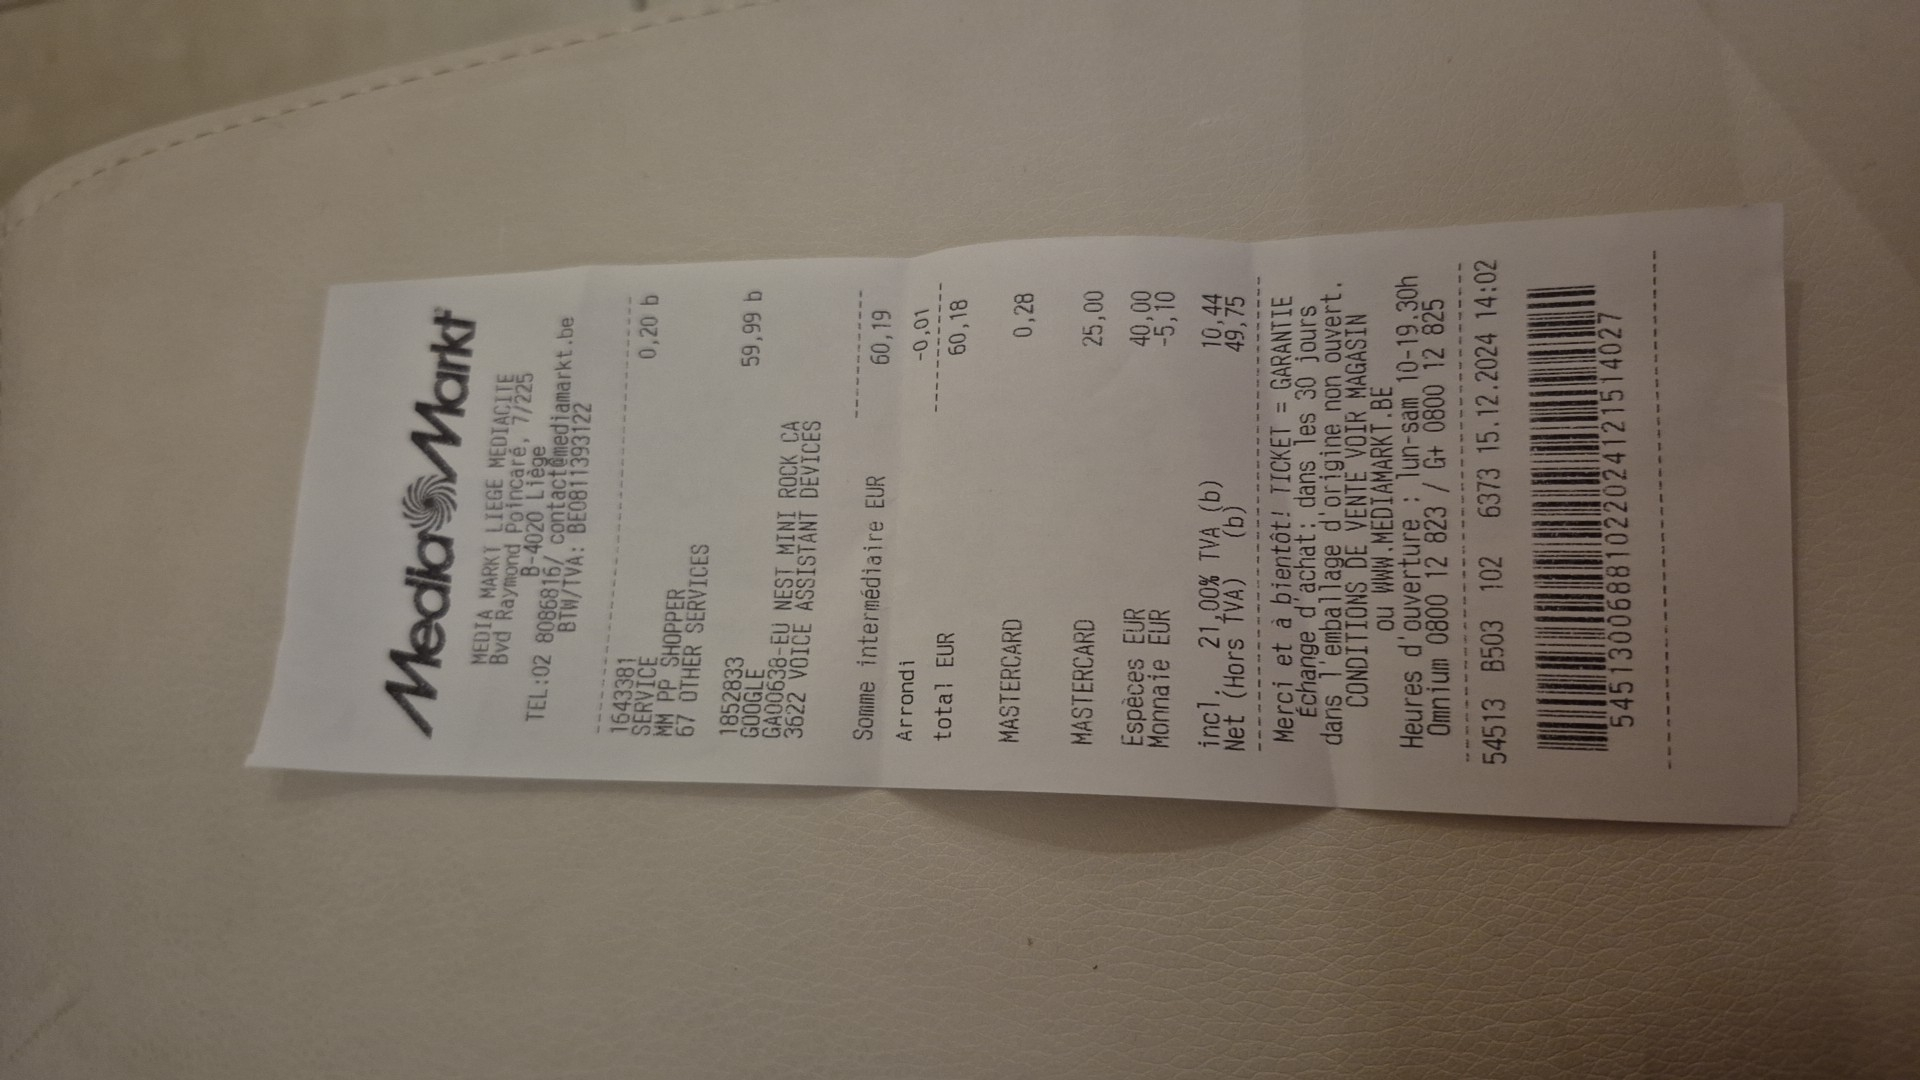 MediaMarkt
MEDIA MARKT LIEGE MEDIACITE
Bvd Raymond Poincaré, 7/225
B-4020 Liège
TEL:02 8086816/ contact@mediamarkt.be
BTW/TVA: BE0811393122
1643381
SERVICE 0,20 b
MM PP SHOPPER
67 OTHER SERVICES
1852833
GOOGLE 59,99 b
GA00638-EU NEST MINI ROCK CA
3622 VOICE ASSISTANT DEVICES
Somme intermédiaire EUR 60,19
Arrondi -0,01
total EUR 60,18
MASTERCARD 0,28
MASTERCARD 25,00
Espèces EUR 40,00
Monnaie EUR -5,10
incl. 21,00% TVA (b) 10,44
Net (Hors TVA) (b) 49,75
Merci et à bientôt! TICKET = GARANTIE
Échange d'achat: dans les 30 jours
dans l'emballage d'origine non ouvert.
CONDITIONS DE VENTE VOIR MAGASIN
ou WWW.MEDIAMARKT.BE
Heures d'ouverture : lun-sam 10-19.30h
Omnium 0800 12 823 / G+ 0800 12 825
54513 B503 102 6373 15.12.2024 14:02
5451300688102202412151514027